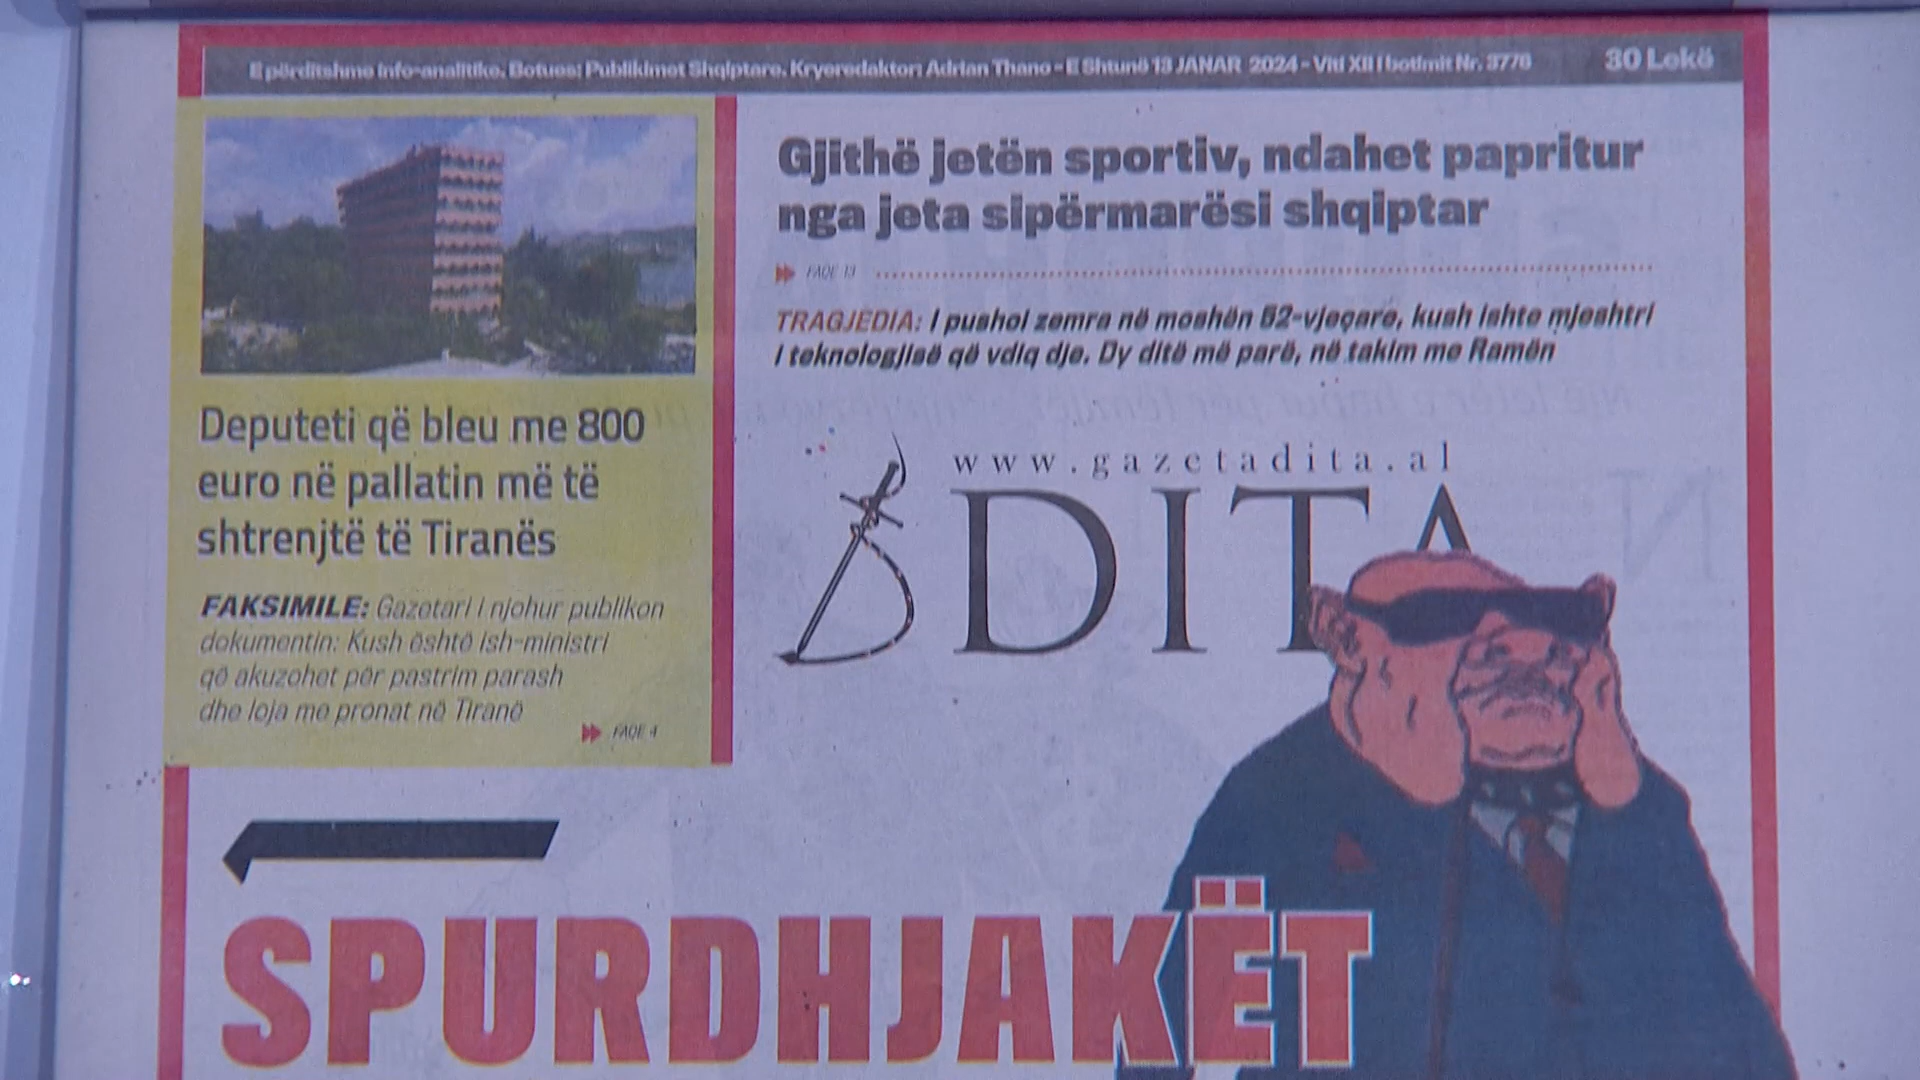 E përditshme info-analitike. Botues: Publikimet Shqiptare. Kryeredaktor: Adrian Thano - E Shtunë 13 JANAR 2024 - Viti XII i botimit Nr. 3776
30 Lekë
Gjithë jetën sportiv, ndahet papritur
nga jeta sipërmarësi shqiptar
FAQE 13
TRAGJEDIA: I pushoi zemra në moshën 52-vjeçare, kush ishte mjeshtri
i teknologjisë që vdiq dje. Dy ditë më parë, në takim me Ramën
Deputeti që bleu me 800
euro në pallatin më të
shtrenjtë të Tiranës
FAKSIMILE: Gazetari i njohur publikon
dokumentin: Kush është ish-ministri
që akuzohet për pastrim parash
dhe loja me pronat në Tiranë
FAQE 4
www.gazetadita.al
DITA
SPURDHJAKËT